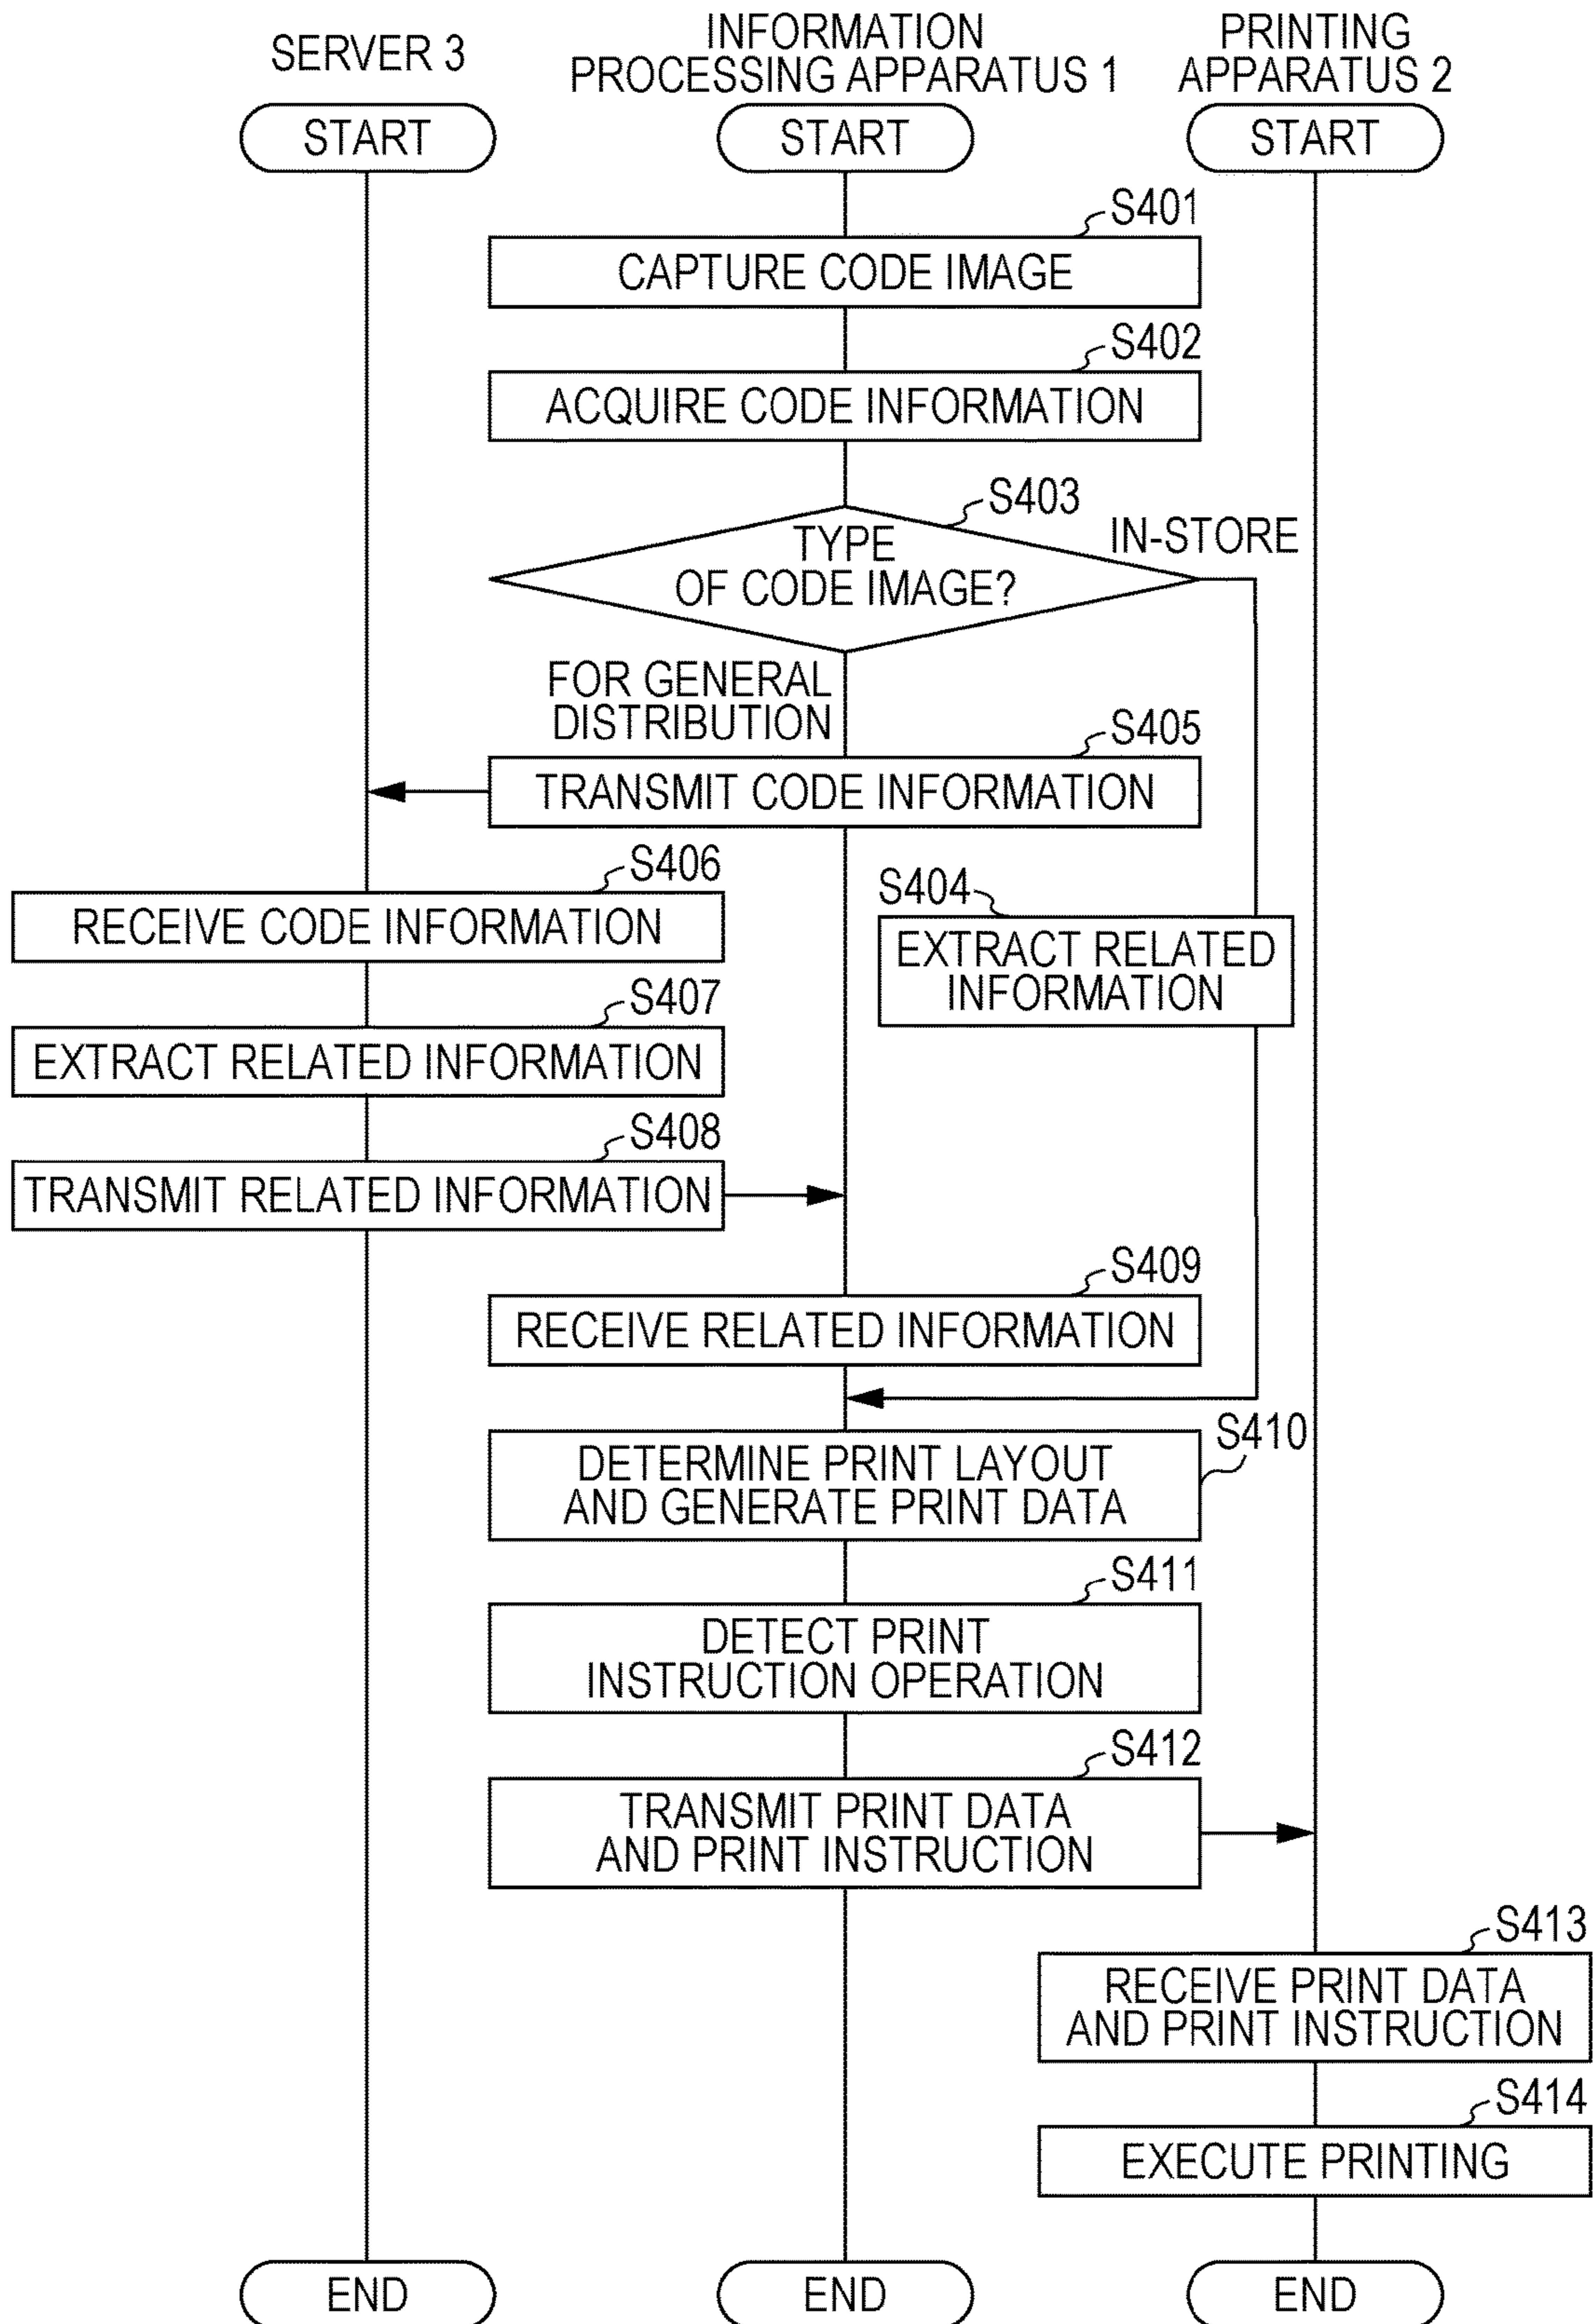 SERVER 3
INFORMATION
PROCESSING APPARATUS 1
PRINTING
APPARATUS 2
START
START
START
S401
CAPTURE CODE IMAGE
S402
ACQUIRE CODE INFORMATION
S403
TYPE
OF CODE IMAGE?
IN-STORE
FOR GENERAL
DISTRIBUTION
S405
TRANSMIT CODE INFORMATION
S406
RECEIVE CODE INFORMATION
S404
EXTRACT RELATED
INFORMATION
S407
EXTRACT RELATED INFORMATION
S408
TRANSMIT RELATED INFORMATION
S409
RECEIVE RELATED INFORMATION
S410
DETERMINE PRINT LAYOUT
AND GENERATE PRINT DATA
S411
DETECT PRINT
INSTRUCTION OPERATION
S412
TRANSMIT PRINT DATA
AND PRINT INSTRUCTION
S413
RECEIVE PRINT DATA
AND PRINT INSTRUCTION
S414
EXECUTE PRINTING
END
END
END